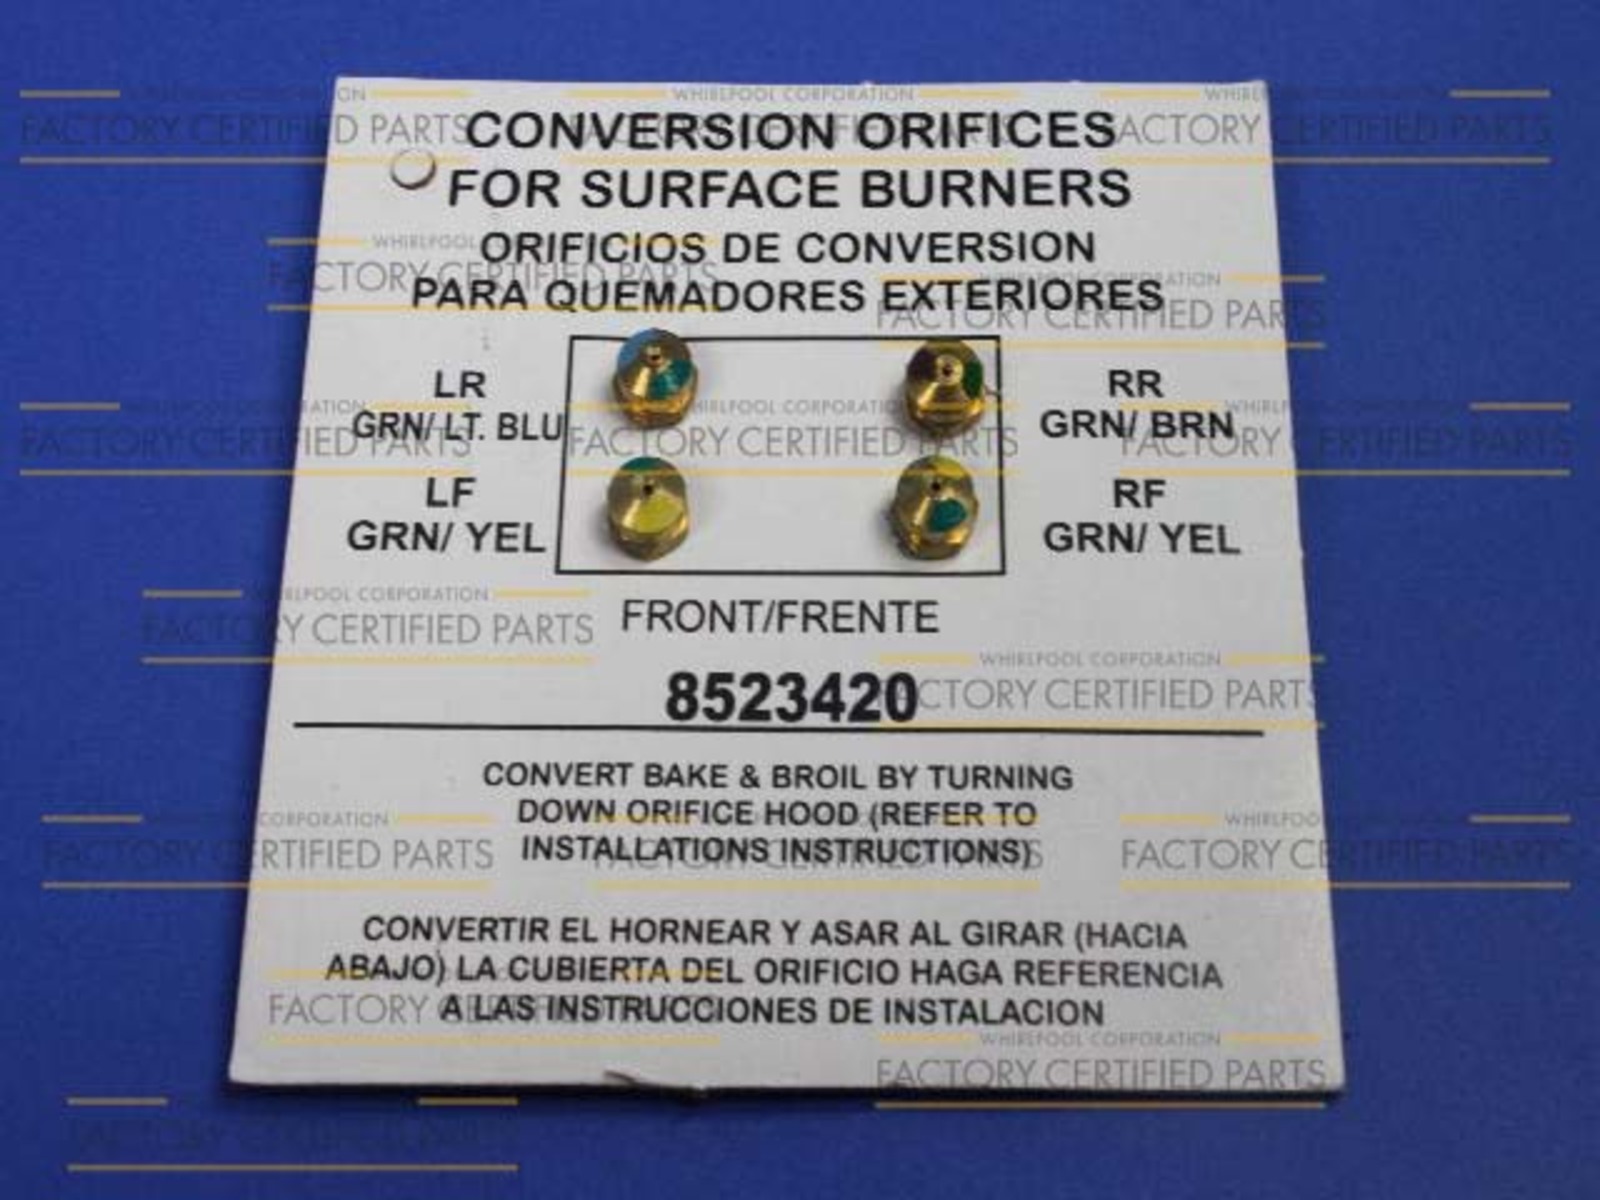 CONVERSION ORIFICES
FOR SURFACE BURNERS
ORIFICIOS DE CONVERSION
PARA QUEMADORES EXTERIORES
LR
GRN/ LT. BLU
RR
GRN/ BRN
LF
GRN/ YEL
RF
GRN/ YEL
FRONT/FRENTE
8523420
CONVERT BAKE & BROIL BY TURNING
DOWN ORIFICE HOOD (REFER TO
INSTALLATIONS INSTRUCTIONS)
CONVERTIR EL HORNEAR Y ASAR AL GIRAR (HACIA
ABAJO) LA CUBIERTA DEL ORIFICIO HAGA REFERENCIA
A LAS INSTRUCCIONES DE INSTALACION
WHIRLPOOL CORPORATION
FACTORY CERTIFIED PARTS